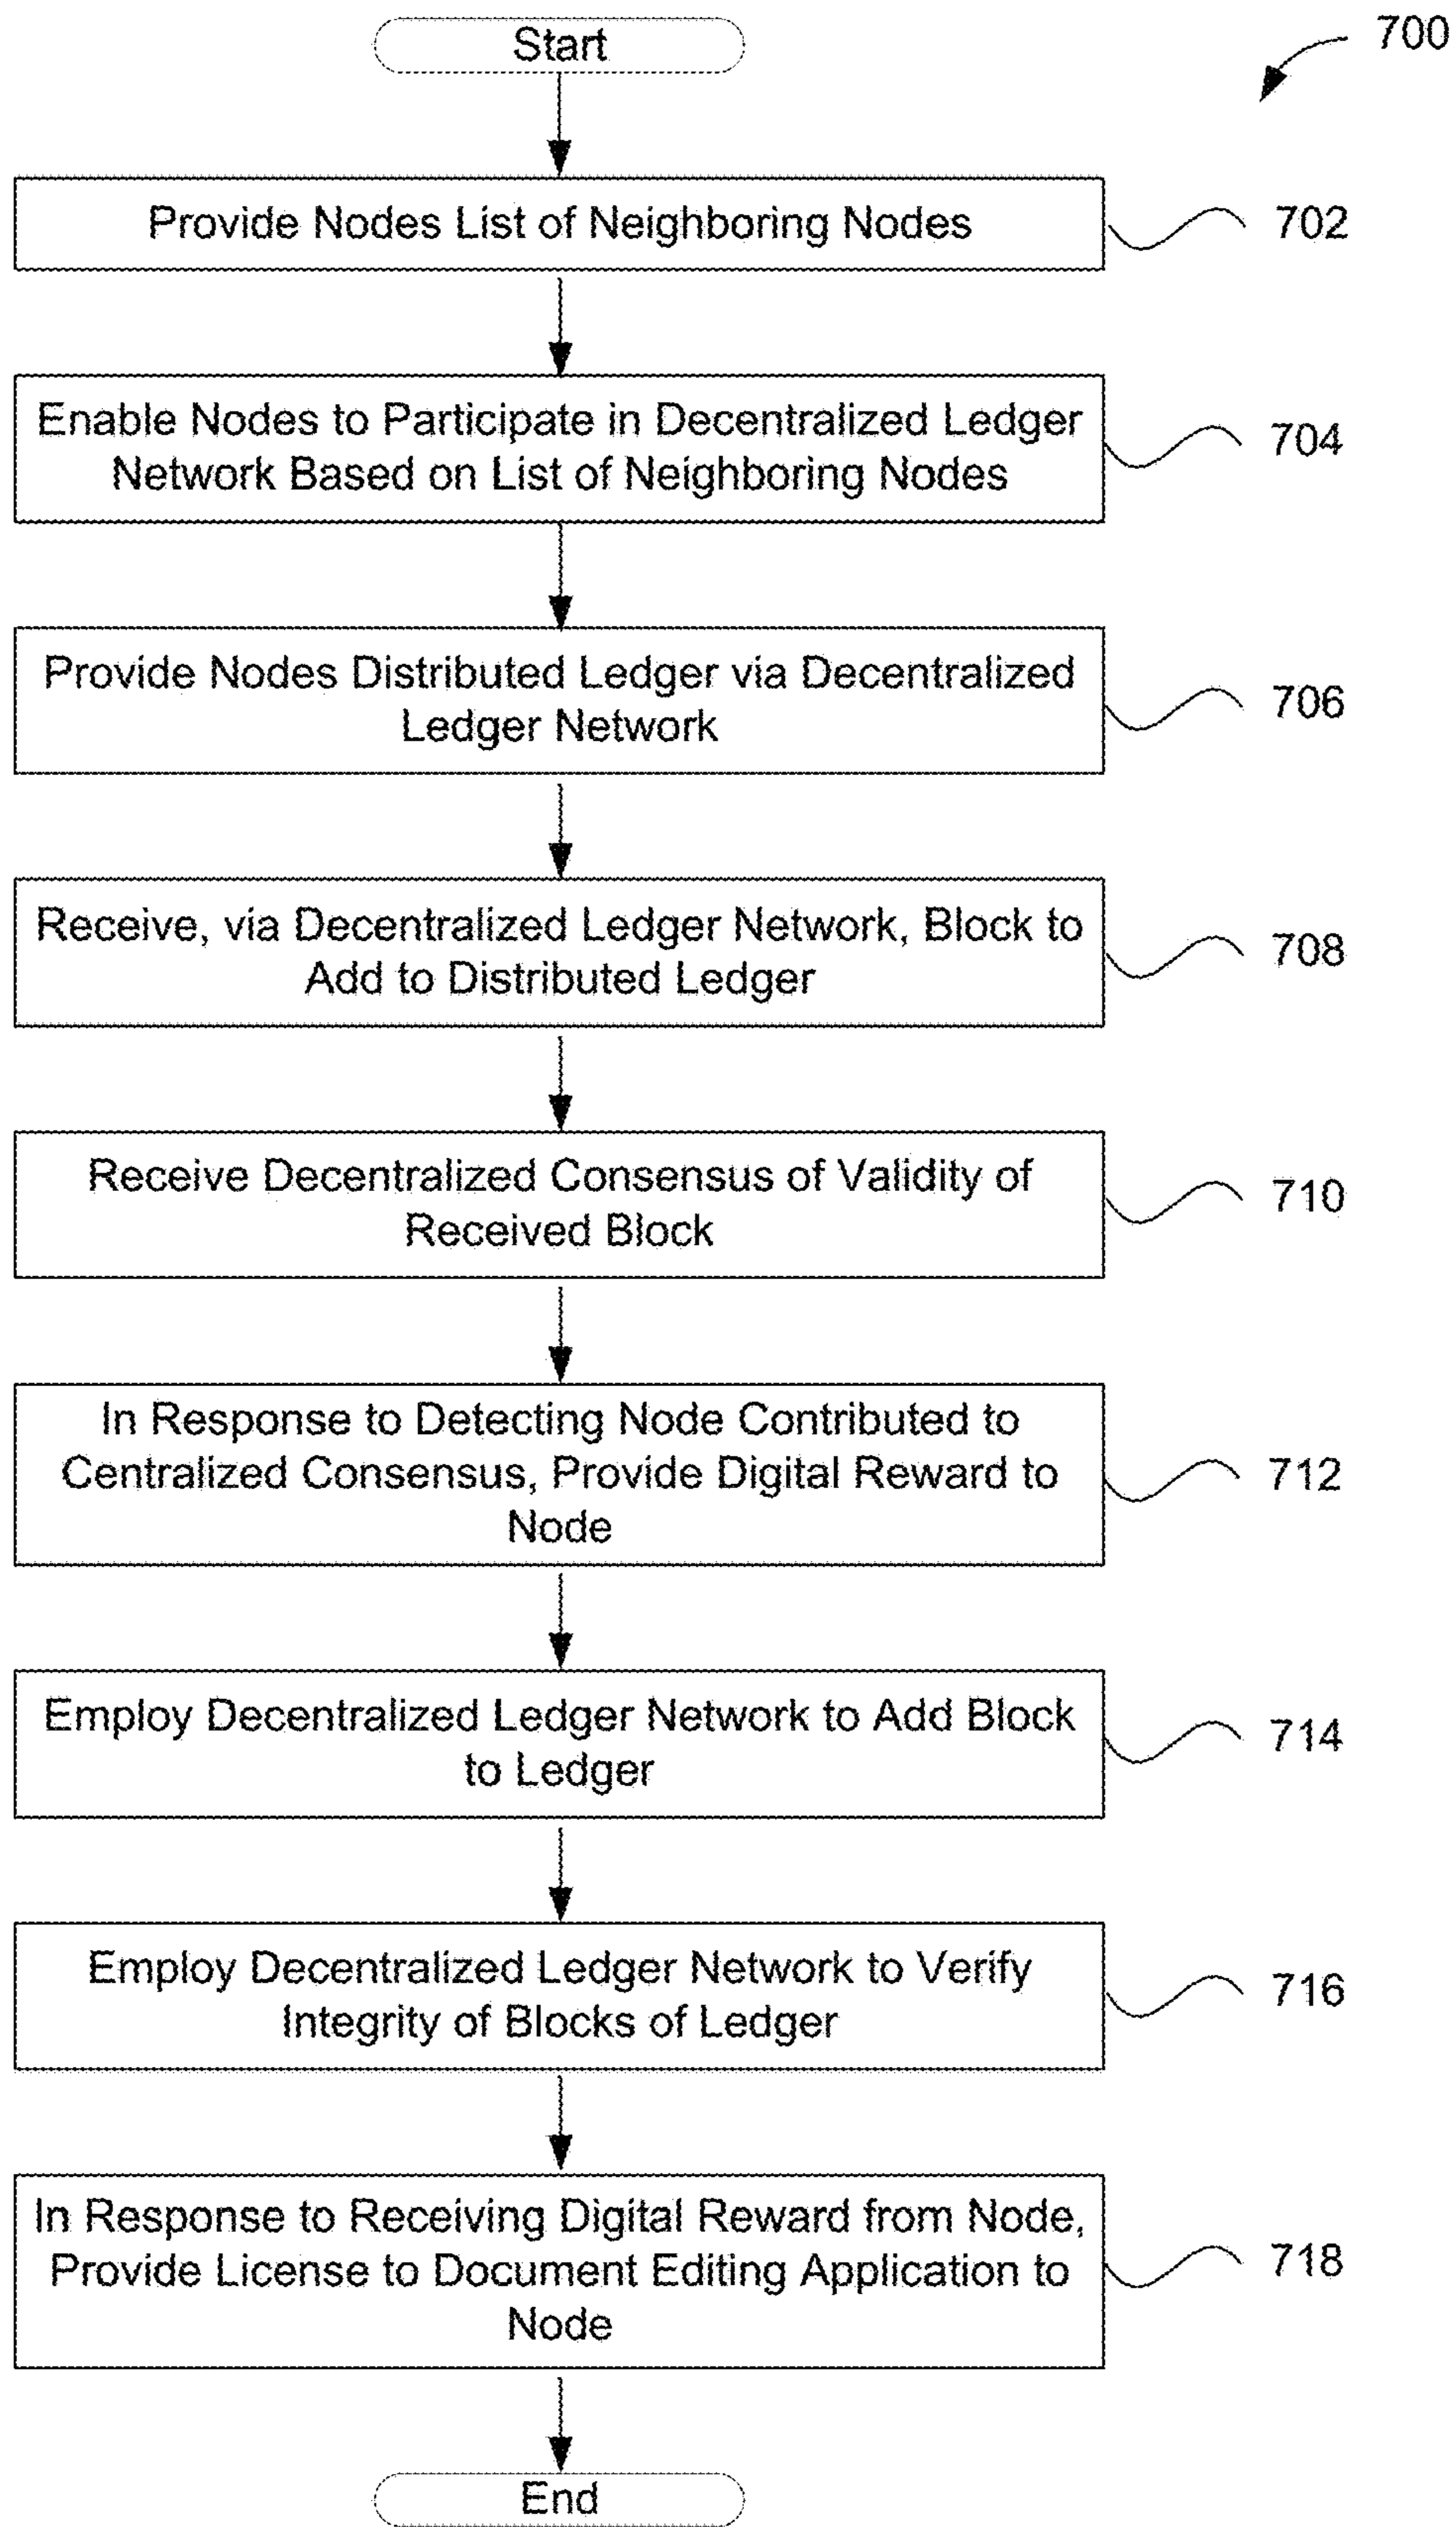 Start
700
Provide Nodes List of Neighboring Nodes
702
Enable Nodes to Participate in Decentralized Ledger
Network Based on List of Neighboring Nodes
704
Provide Nodes Distributed Ledger via Decentralized
Ledger Network
706
Receive, via Decentralized Ledger Network, Block to
Add to Distributed Ledger
708
Receive Decentralized Consensus of Validity of
Received Block
710
In Response to Detecting Node Contributed to
Centralized Consensus, Provide Digital Reward to
Node
712
Employ Decentralized Ledger Network to Add Block
to Ledger
714
Employ Decentralized Ledger Network to Verify
Integrity of Blocks of Ledger
716
In Response to Receiving Digital Reward from Node,
Provide License to Document Editing Application to
Node
718
End